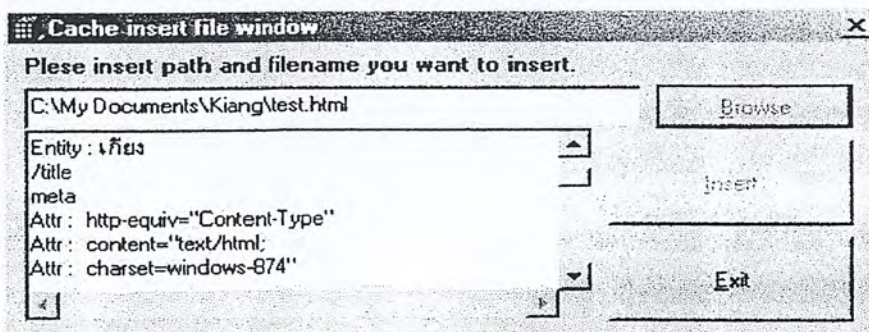 Cache insert file window
Plese insert path and filename you want to insert.
C:\My Documents\Kiang\test.html
Browse
Entity : เกียง
/title
meta
Attr : http-equiv="Content-Type"
Attr : content="text/html;
Attr : charset=windows-874"
Insert
Exit